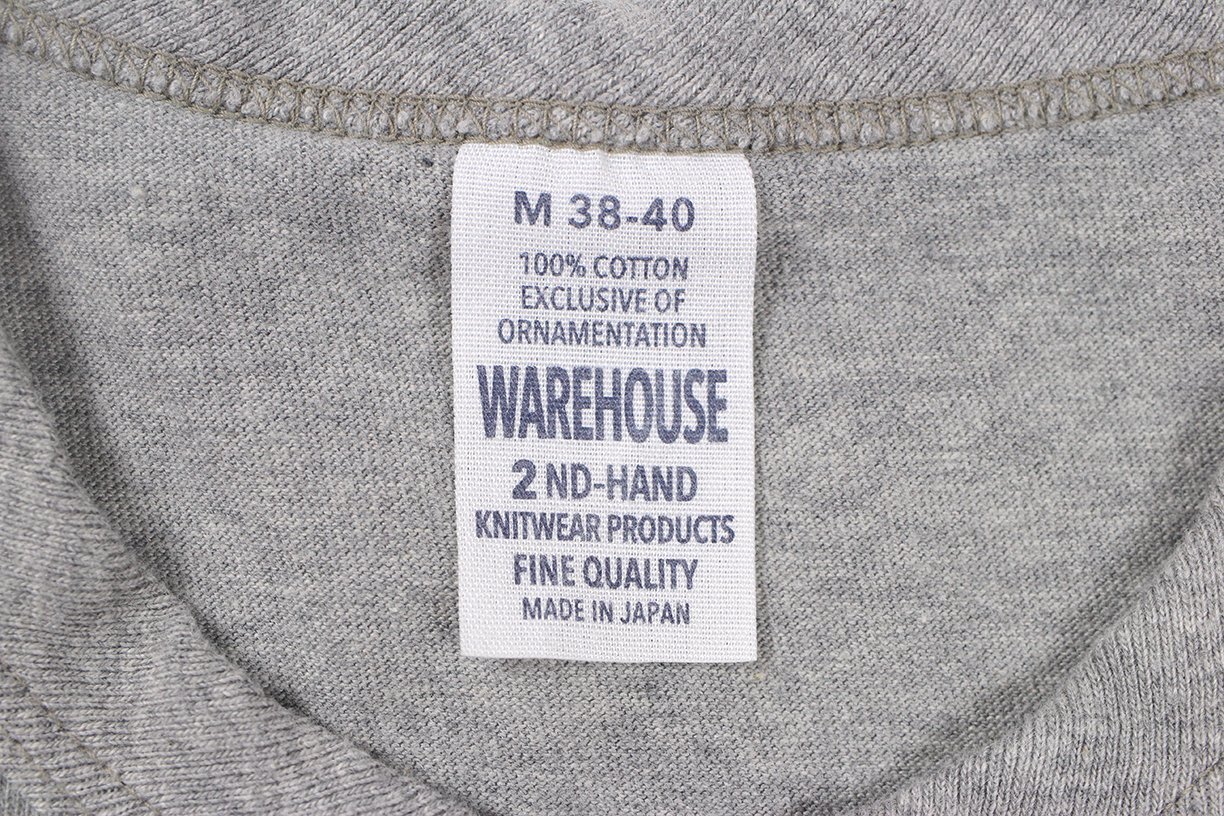 M 38-40
100% COTTON
EXCLUSIVE OF
ORNAMENTATION
WAREHOUSE
2 ND-HAND
KNITWEAR PRODUCTS
FINE QUALITY
MADE IN JAPAN